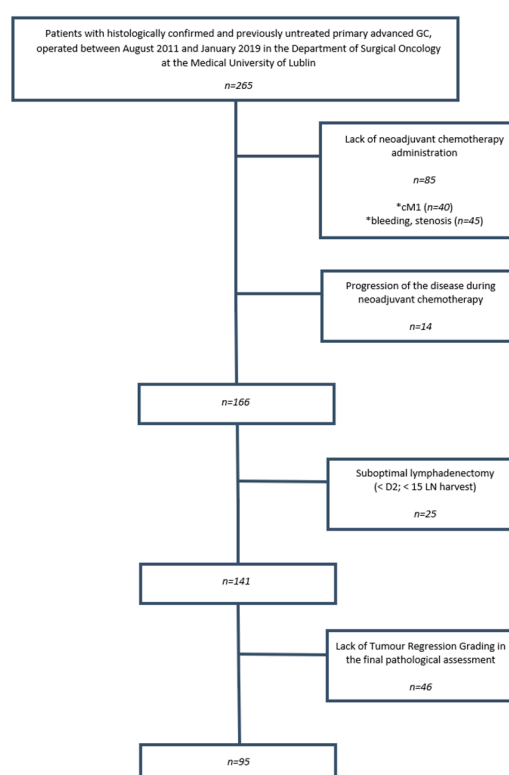 Patients with histologically confirmed and previously untreated primary advanced GC,
operated between August 2011 and January 2019 in the Department of Surgical Oncology
at the Medical University of Lublin
n=265
Lack of neoadjuvant chemotherapy
administration
n=85
*cM1 (n=40)
*bleeding, stenosis (n=45)
Progression of the disease during
neoadjuvant chemotherapy
n=14
n=166
Suboptimal lymphadenectomy
(< D2; < 15 LN harvest)
n=25
n=141
Lack of Tumour Regression Grading in
the final pathological assessment
n=46
n=95